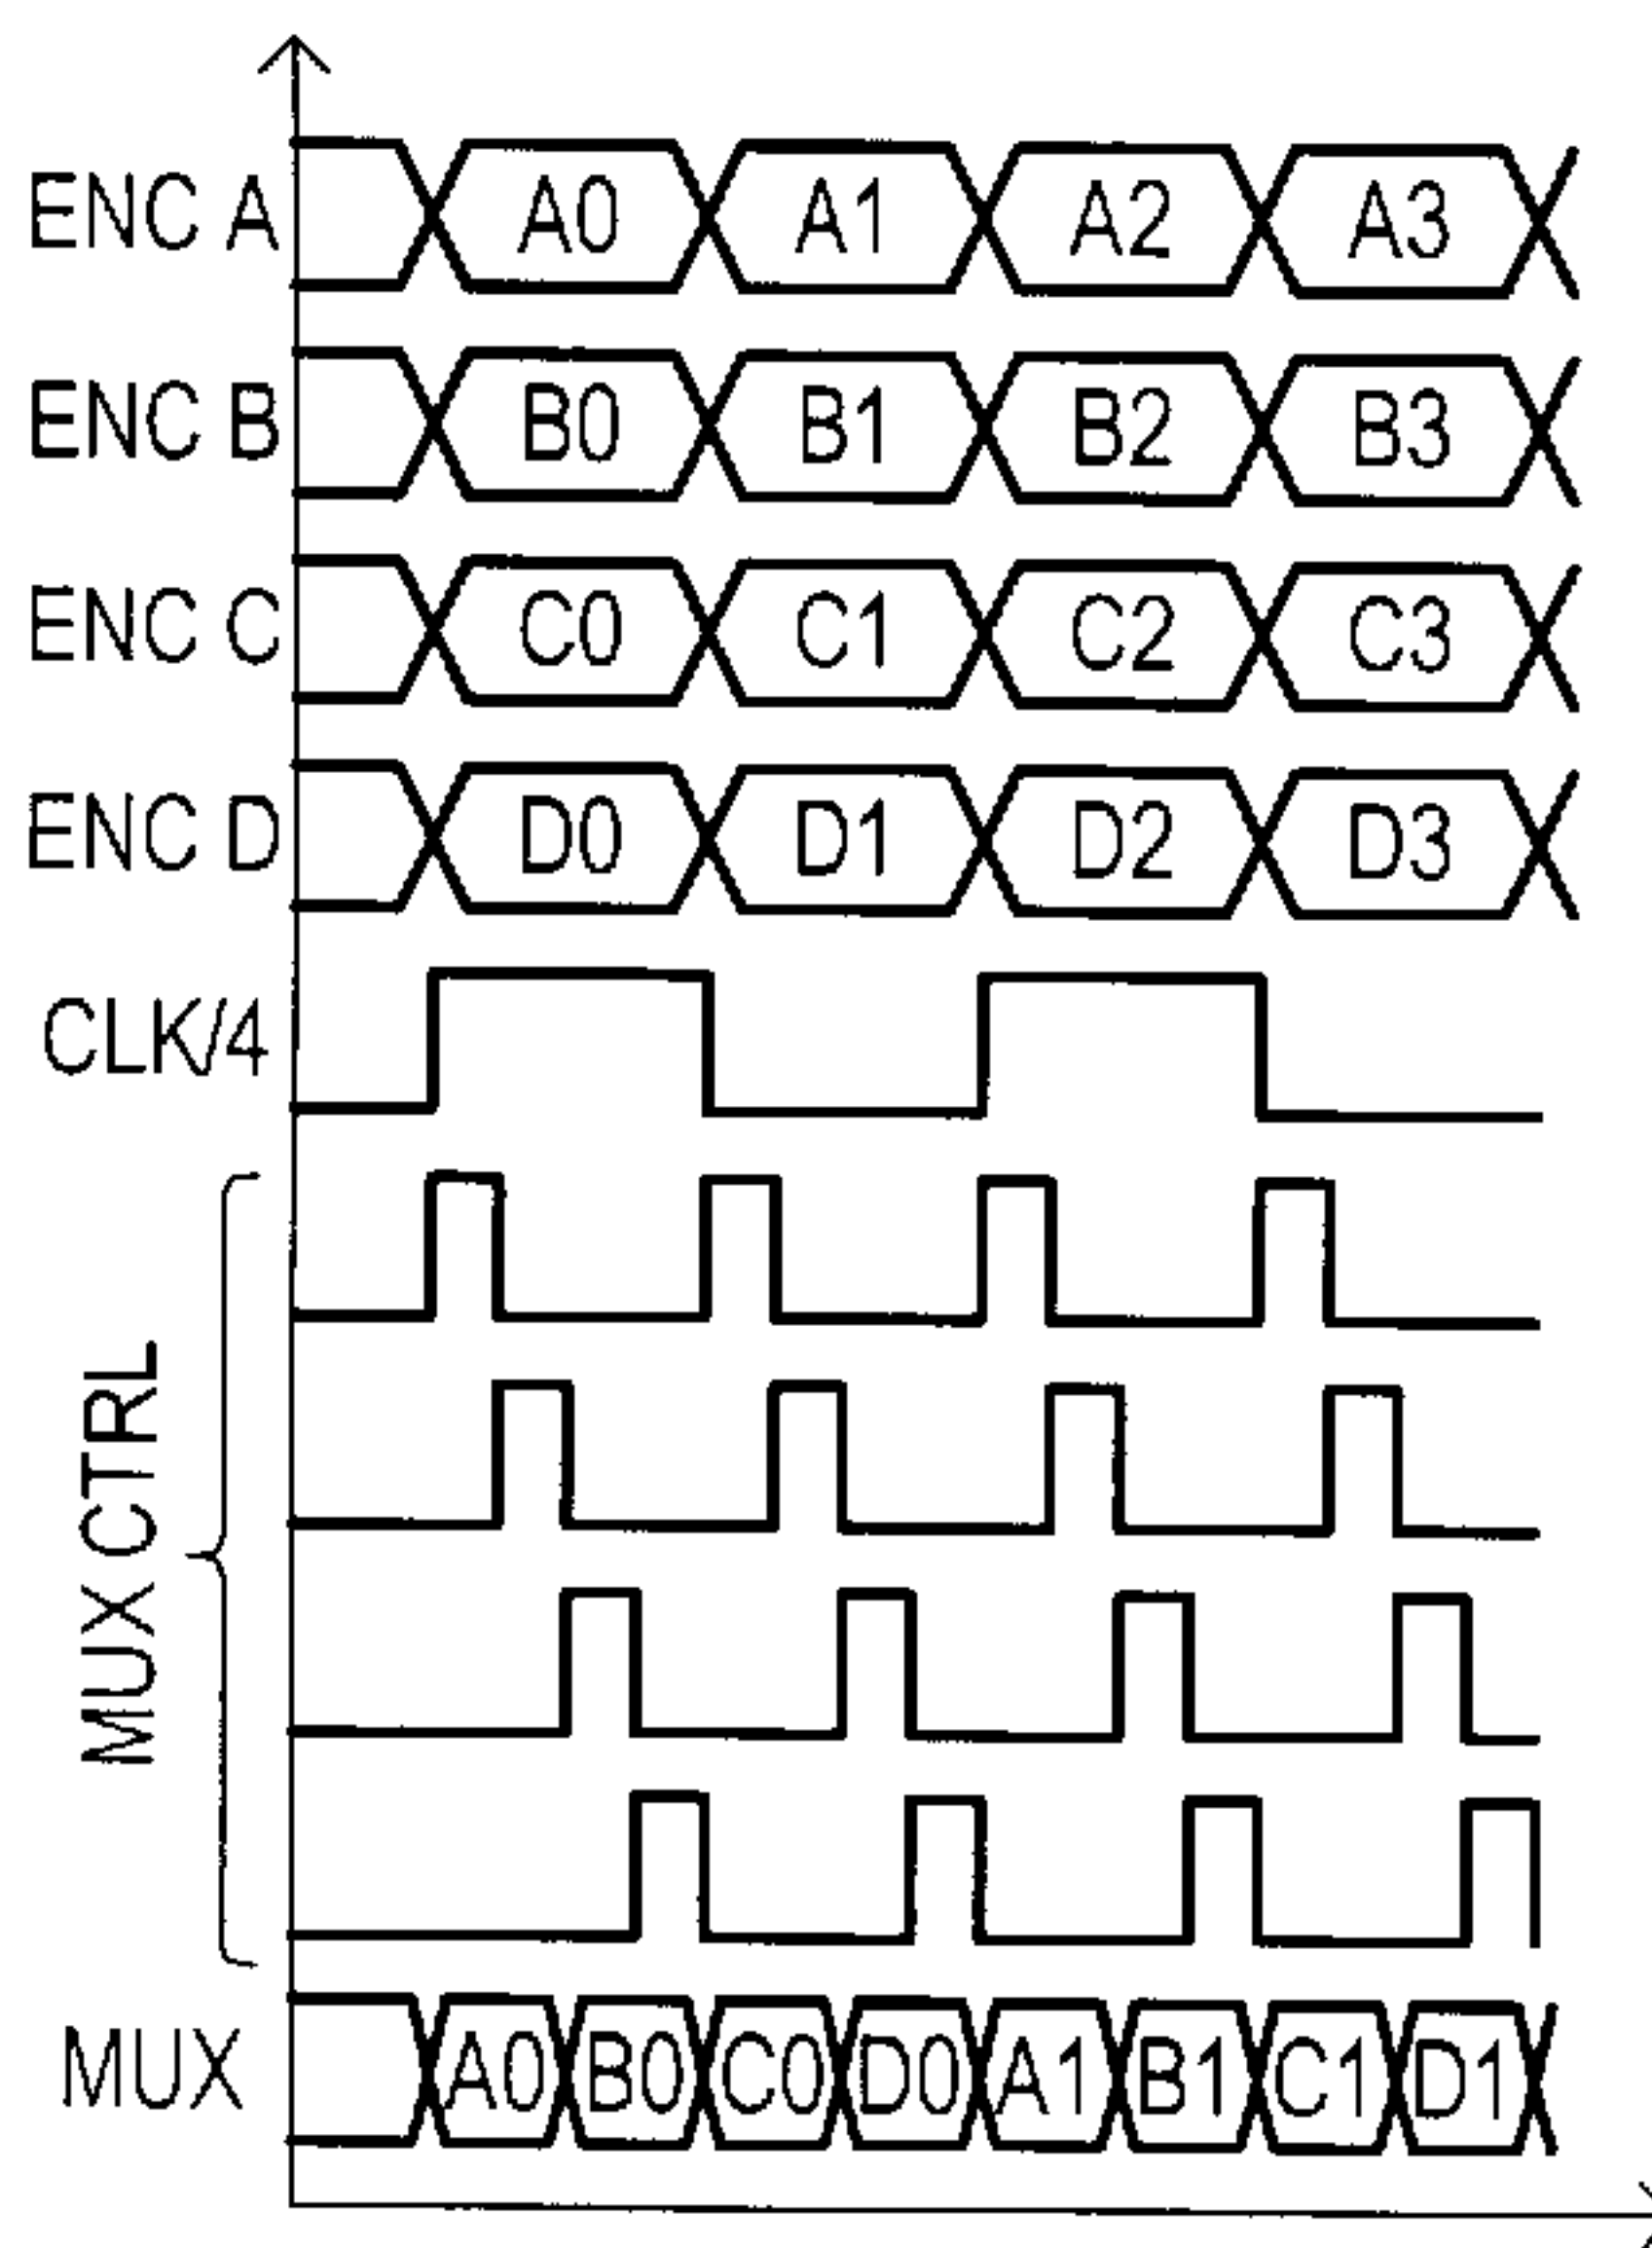 ENC A A0 A1 A2 A3
ENC B B0 B1 B2 B3
ENC C C0 C1 C2 C3
ENC D D0 D1 D2 D3
CLK/4
MUX CTRL
MUX A0 B0 C0 D0 A1 B1 C1 D1